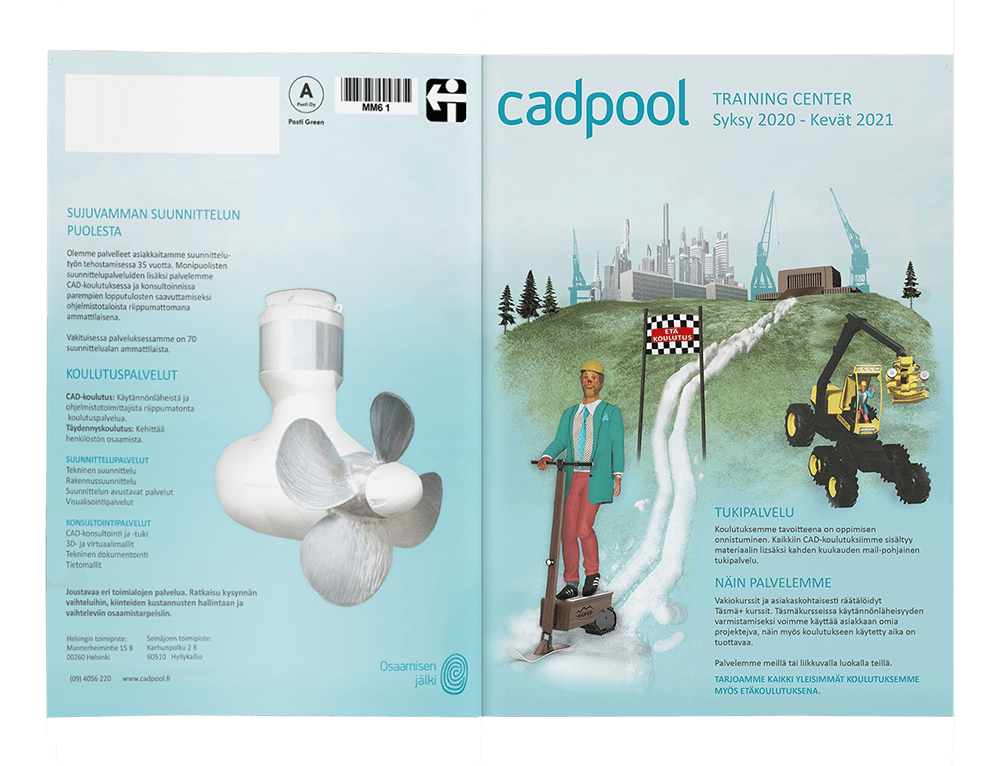 A
Posti Oy
Posti Green
MM6 1
SUJUVAMMAN SUUNNITTELUN
PUOLESTA
Olemme palvelleet asiakkaitamme suunnittelu-
työn tehostamisessa 35 vuotta. Monipuolisten
suunnittelupalveluiden lisäksi palvelemme
CAD-koulutuksessa ja konsultoinnissa
parempien lopputulosten saavuttamiseksi
ohjelmistotaloista riippumattomana
ammattilaisena.
Vakituisessa palveluksessamme on 70
suunnittelualan ammattilaista.
KOULUTUSPALVELUT
CAD-koulutus: Käytännönläheistä ja
ohjelmistotoimittajista riippumatonta
koulutuspalvelua.
Täydennyskoulutus: Kehittää
henkilöstön osaamista.
SUUNNITTELUPALVELUT
Tekninen suunnittelu
Rakennussuunnittelu
Suunnittelun avustavat palvelut
Visualisointipalvelut
KONSULTOINTIPALVELUT
CAD-konsultointi ja -tuki
3D- ja virtuaalimallit
Tekninen dokumentointi
Tietomallit
Joustavaa eri toimialojen palvelua. Ratkaisu kysynnän
vaihteluihin, kiinteiden kustannusten hallintaan ja
vaihteleviin osaamistarpeisiin.
Helsingin toimipiste:
Mannerheimintie 15 B
00260 Helsinki
Seinäjoen toimipiste:
Karhunpolku 2 B
60510 Hyllykallio
(09) 4056 220 www.cadpool.fi
Osaamisen
jälki
cadpool
TRAINING CENTER
Syksy 2020 - Kevät 2021
ETÄ
KOULUTUS
TUKIPALVELU
Koulutuksemme tavoitteena on oppimisen
onnistuminen. Kaikkiin CAD-koulutuksiimme sisältyy
materiaalin lizsäksi kahden kuukauden mail-pohjainen
tukipalvelu.
NÄIN PALVELEMME
Vakiokurssit ja asiakaskohtaisesti räätälöidyt
Täsmä+ kurssit. Täsmäkursseissa käytännönläheisyyden
varmistamiseksi voimme käyttää asiakkaan omia
projektejva, näin myös koulutukseen käytetty aika on
tuottavaa.
Palvelemme meillä tai liikkuvalla luokalla teillä.
TARJOAMME KAIKKI YLEISIMMÄT KOULUTUKSEMME
MYÖS ETÄKOULUTUKSENA.